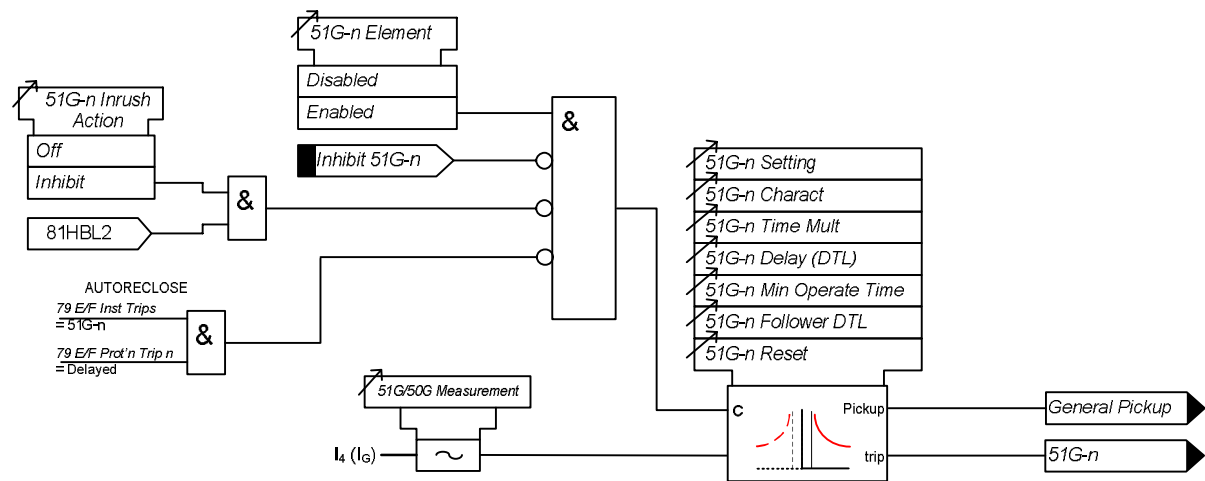 51G-n Element
Disabled
Enabled
&
Inhibit 51G-n
51G-n Inrush
Action
Off
Inhibit
&
81HBL2
AUTORECLOSE
79 E/F Inst Trips
= 51G-n
&
79 E/F Prot'n Trip n
= Delayed
51G-n Setting
51G-n Charact
51G-n Time Mult
51G-n Delay (DTL)
51G-n Min Operate Time
51G-n Follower DTL
51G-n Reset
51G/50G Measurement
I4 (IG)
c
Pickup
trip
General Pickup
51G-n